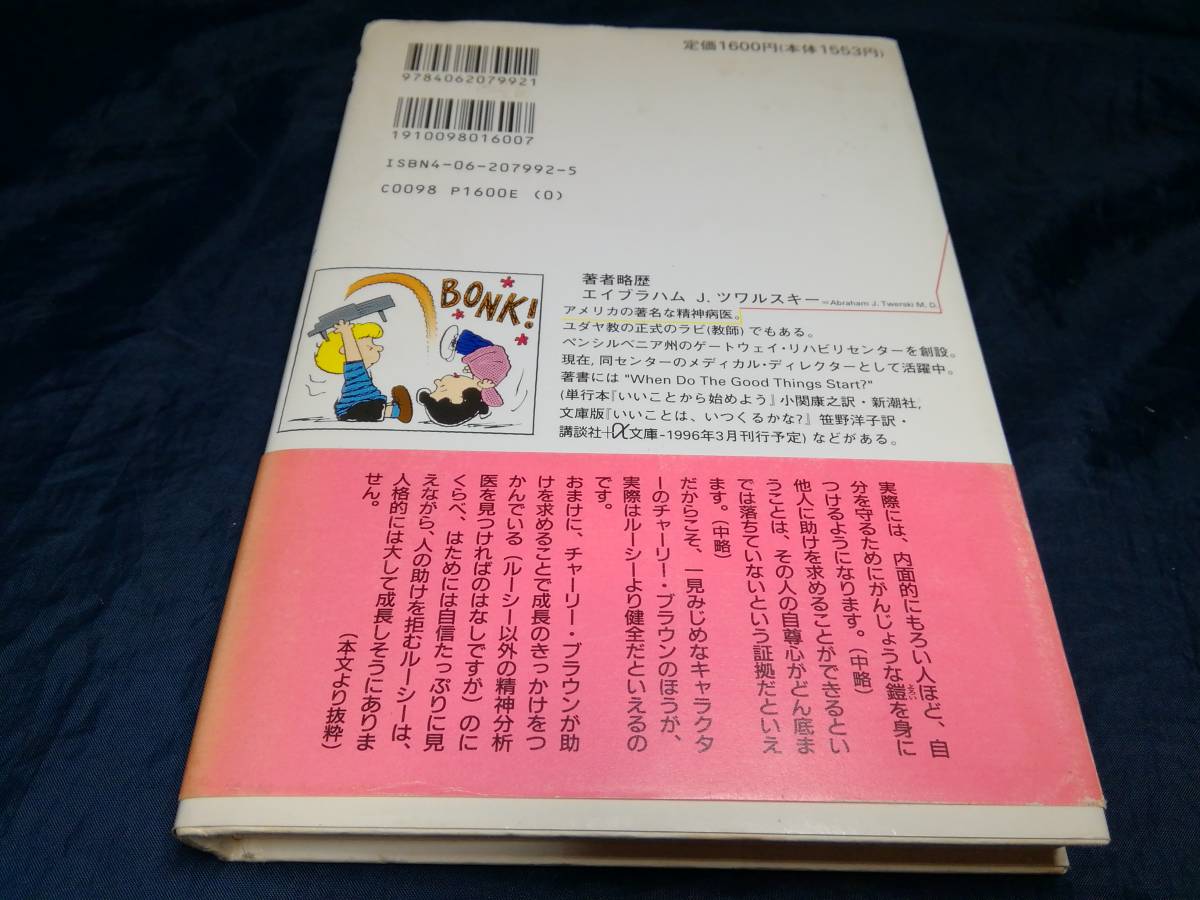 定価1600円(本体1553円)
9784062079921
1910098016007
ISBN4-06-207992-5
C0098 P1600E (0)
BONK!
著者略歴
エイブラハム J.ツワルスキー=Abraham J. Twerski M, D.
アメリカの著名な精神病医。
ユダヤ教の正式のラビ(教師)でもある。
ペンシルベニア州のゲートウェイ・リハビリセンターを創設。
現在,同センターのメディカル・ディレクターとして活躍中。
著書には "When Do The Good Things Start?"
(単行本『いいことから始めよう』小関康之訳・新潮社,
文庫版『いいことは、いつくるかな?』笹野洋子訳・
講談社+α文庫-1996年3月刊行予定)などがある。
実際には、内面的にもろい人ほど、自
分を守るためにがんじょうな鎧を身に
よろい
つけるようになります。(中略)
他人に助けを求めることができるとい
うことは、その人の自尊心がどん底ま
では落ちていないという証拠だといえ
ます。(中略)
だからこそ、一見みじめなキャラクタ
ーのチャーリー・ブラウンのほうが、
実際はルーシーより健全だといえるの
です。
おまけに、チャーリー・ブラウンが助
けを求めることで成長のきっかけをつ
かんでいる(ルーシー以外の精神分析
医を見つければのはなしですが)のに
くらべ、はためには自信たっぷりに見
えながら、人の助けを拒むルーシーは、
人格的には大して成長しそうにありま
せん。
(本文より抜粋)